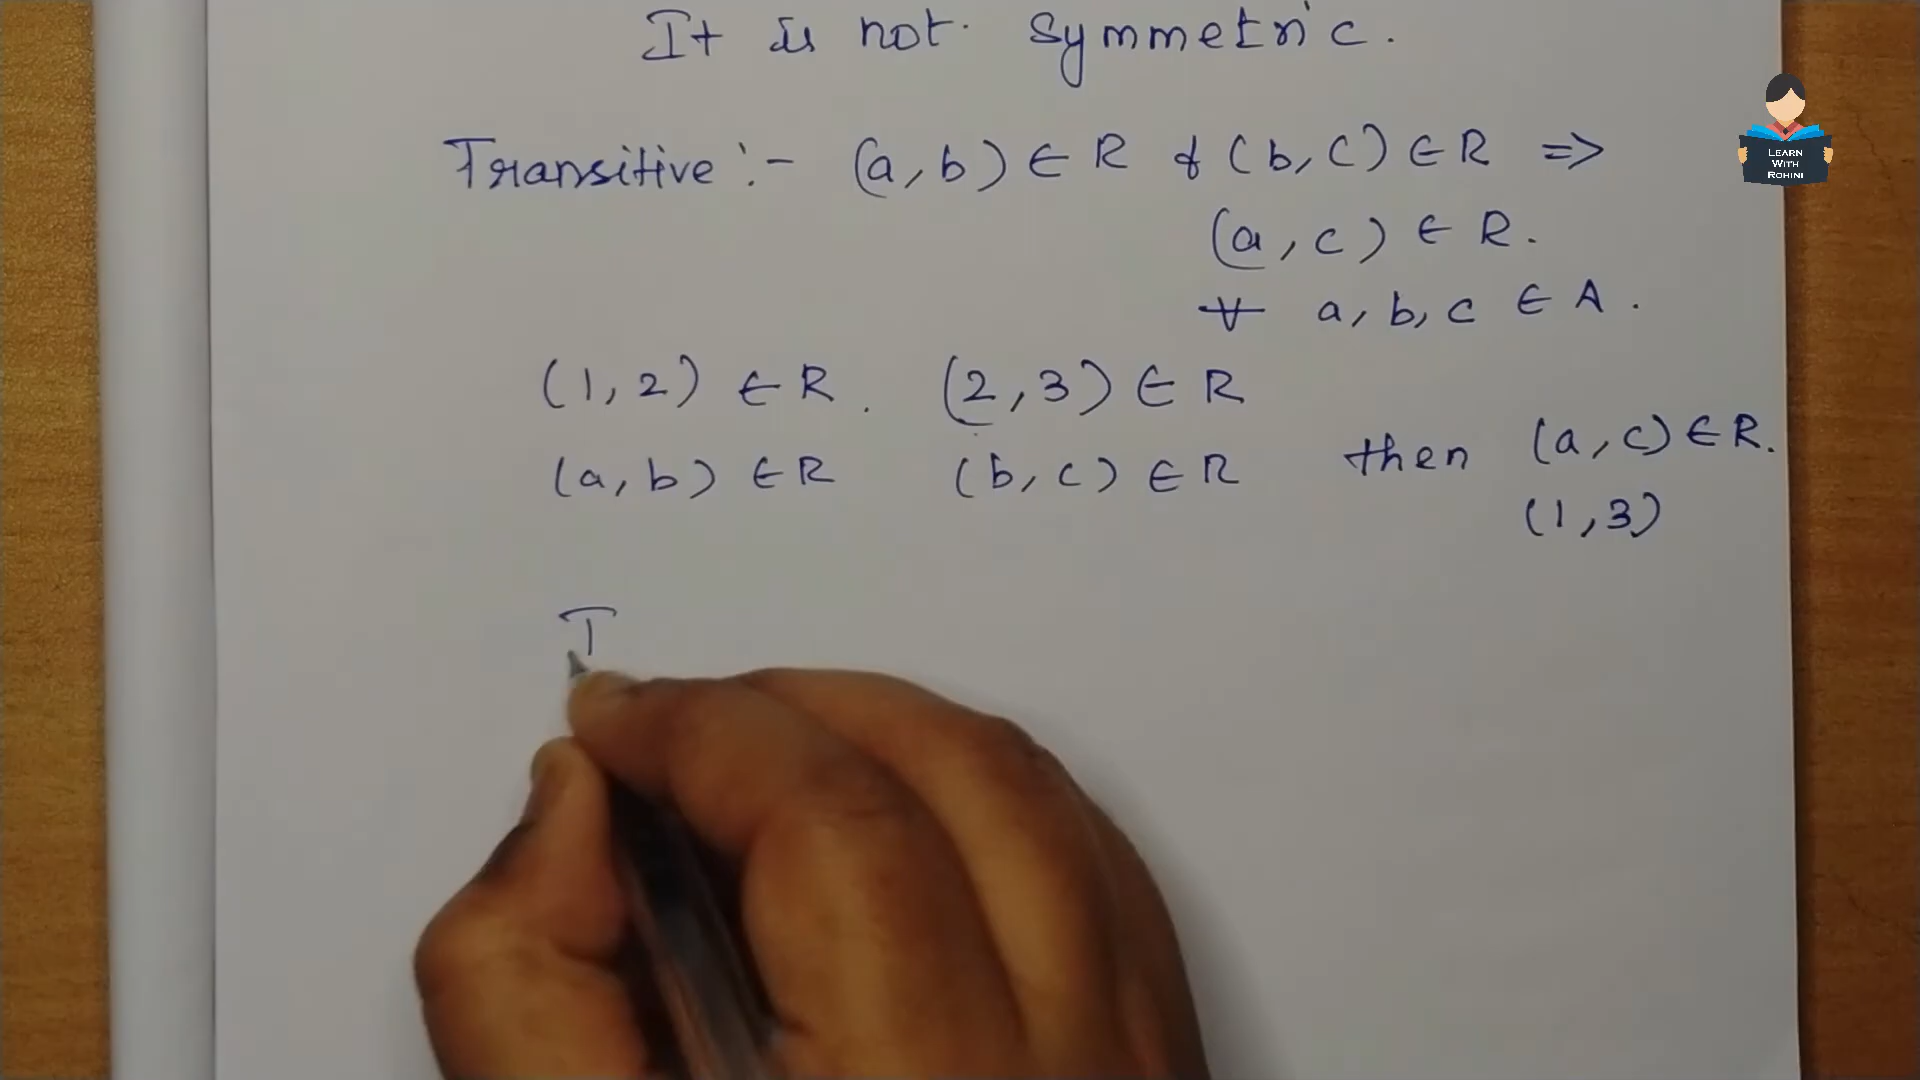 It is not. Symmetric.
Transitive :- (a, b) ∈ R & (b, c) ∈ R =>
(a, c) ∈ R.
∀ a, b, c ∈ A.
(1, 2) ∈ R. (2, 3) ∈ R
(a, b) ∈ R (b, c) ∈ R then (a, c) ∈ R.
(1, 3)
I
LEARN
WITH
ROHINI